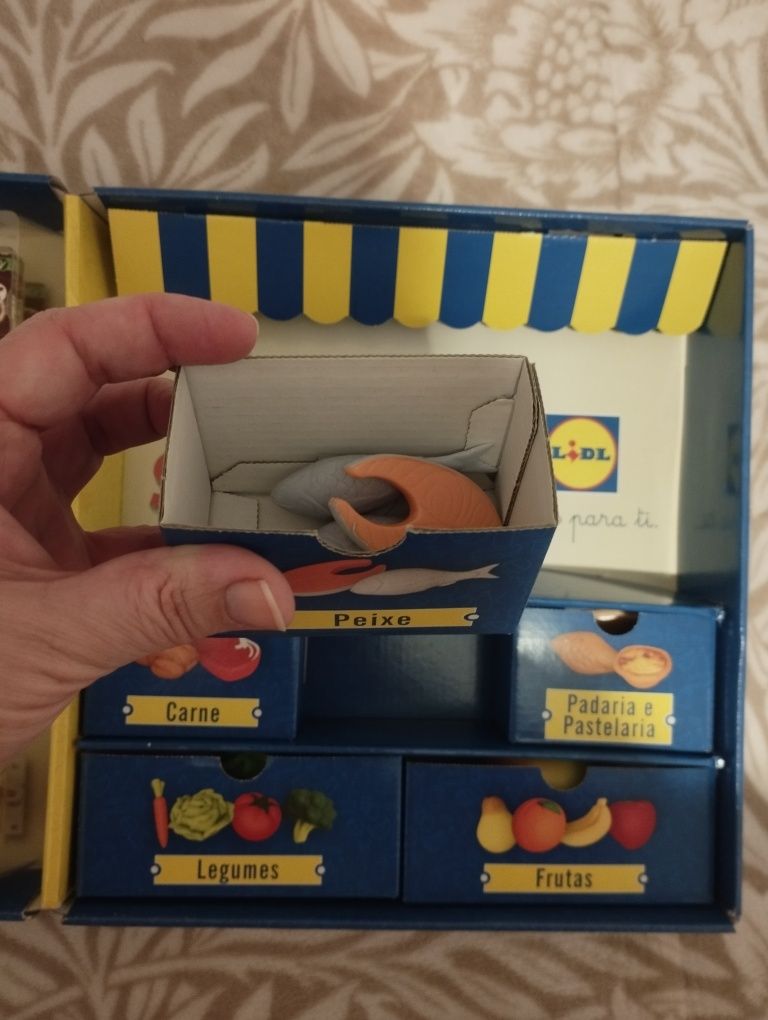 LiDL
para ti.
Peixe
Carne
Padaria e
Pastelaria
Legumes
Frutas